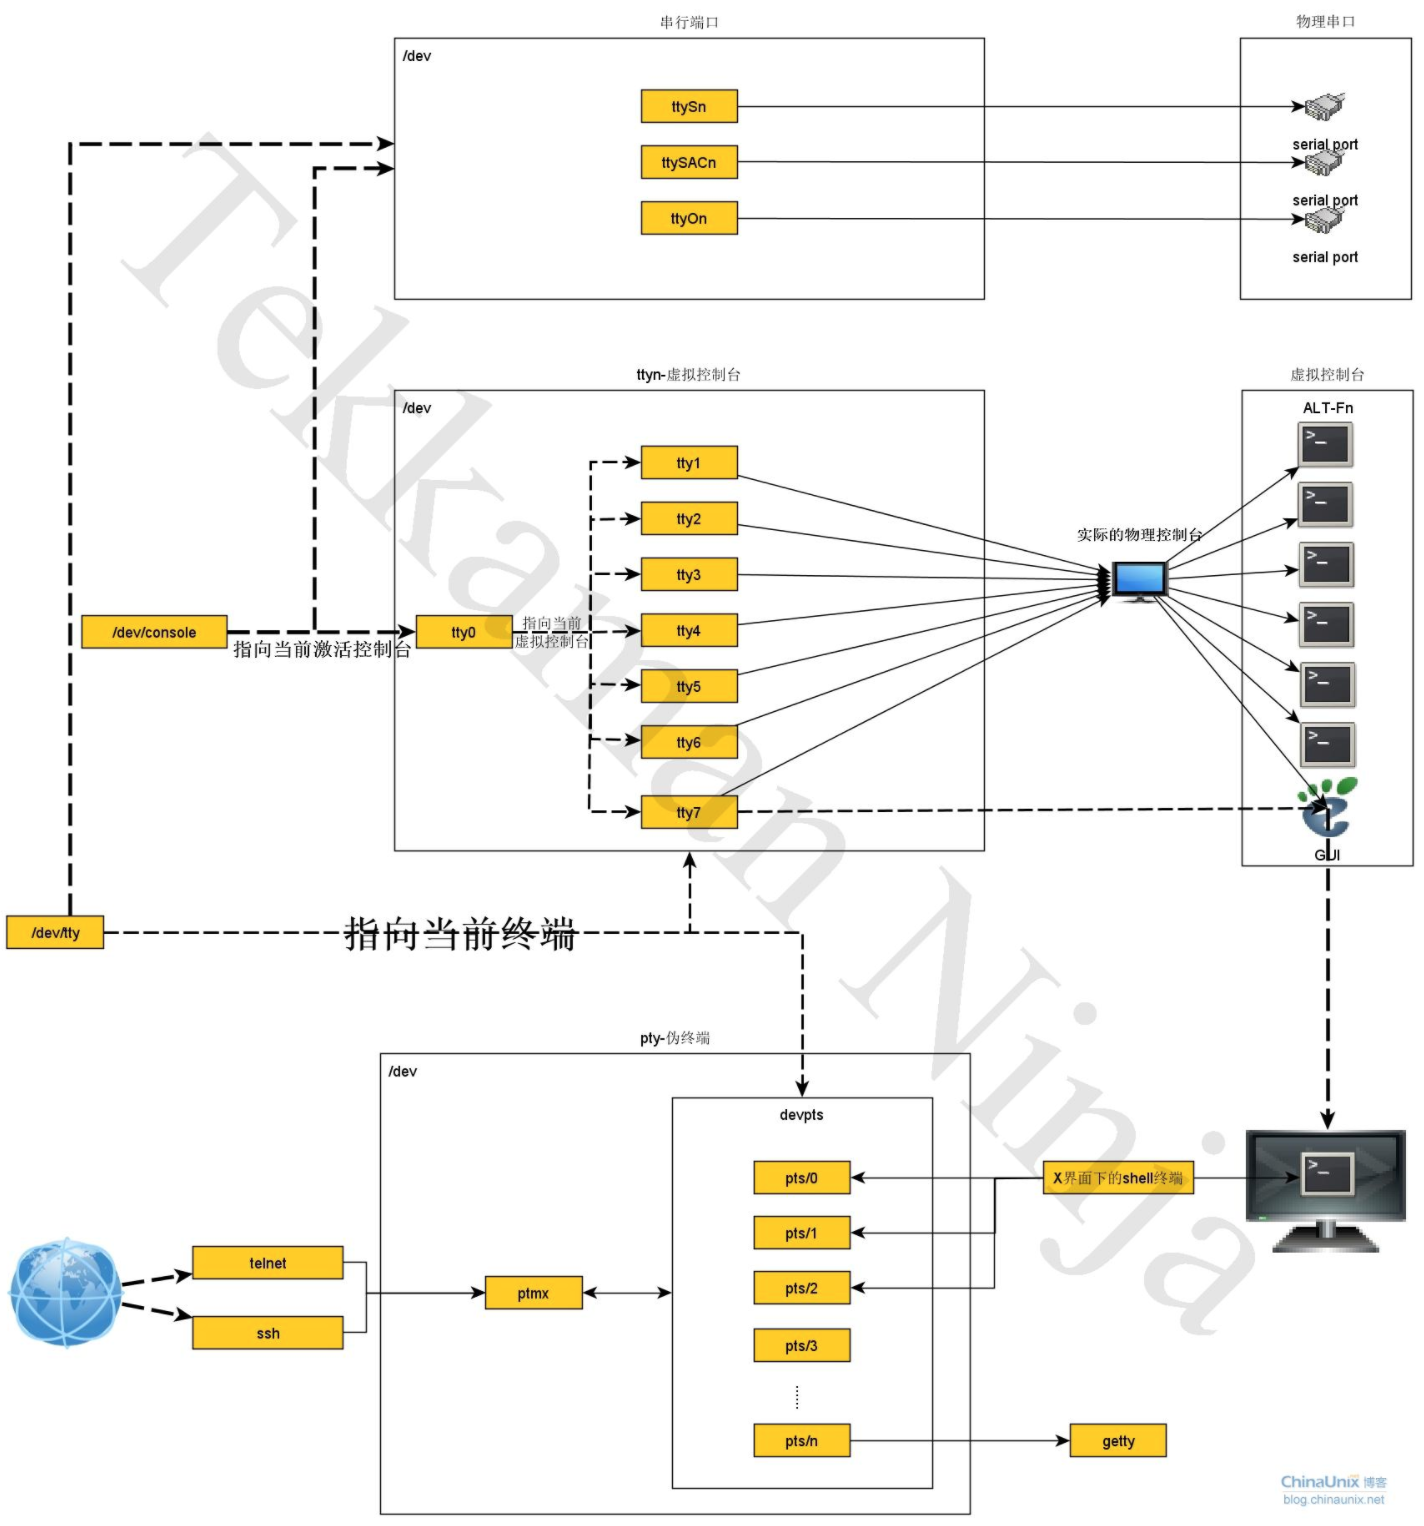 串行端口
物理串口
/dev
ttySn
serial port
ttySACn
serial port
ttyOn
serial port
ttyn-虚拟控制台
虚拟控制台
/dev
ALT-Fn
tty1
tty2
实际的物理控制台
tty3
/dev/console
指向当前激活控制台
tty0
指向当前
虚拟控制台
tty4
tty5
tty6
tty7
GUI
/dev/tty
指向当前终端
pty-伪终端
/dev
devpts
pts/0
X界面下的shell终端
pts/1
telnet
pts/2
ptmx
ssh
pts/3
pts/n
getty
Tekkaman Ninja
ChinaUnix 博客
blog.chinaunix.net